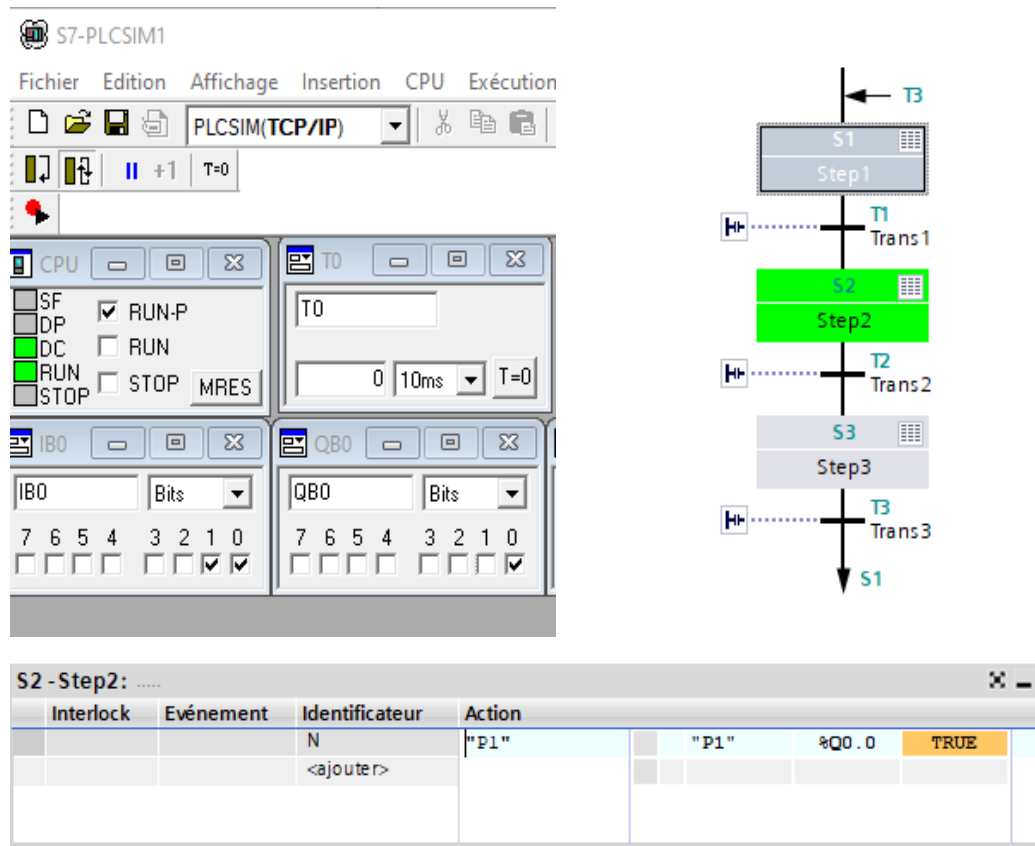 S7-PLCSIM1
Fichier Edition Affichage Insertion CPU Exécution
PLCSIM(TCP/IP)
+1 T=0
CPU
SF
DP
DC
RUN
STOP
RUN-P
RUN
STOP MRES
T0
T0
0 10ms T=0
IB0
IB0 Bits
7 6 5 4 3 2 1 0
QB0
QB0 Bits
7 6 5 4 3 2 1 0
T3
S1
Step1
T1
Trans1
S2
Step2
T2
Trans2
S3
Step3
T3
Trans3
S1
S2 -Step2: .....
Interlock Evénement Identificateur Action
N "P1" "P1" %Q0.0 TRUE
<ajouter>